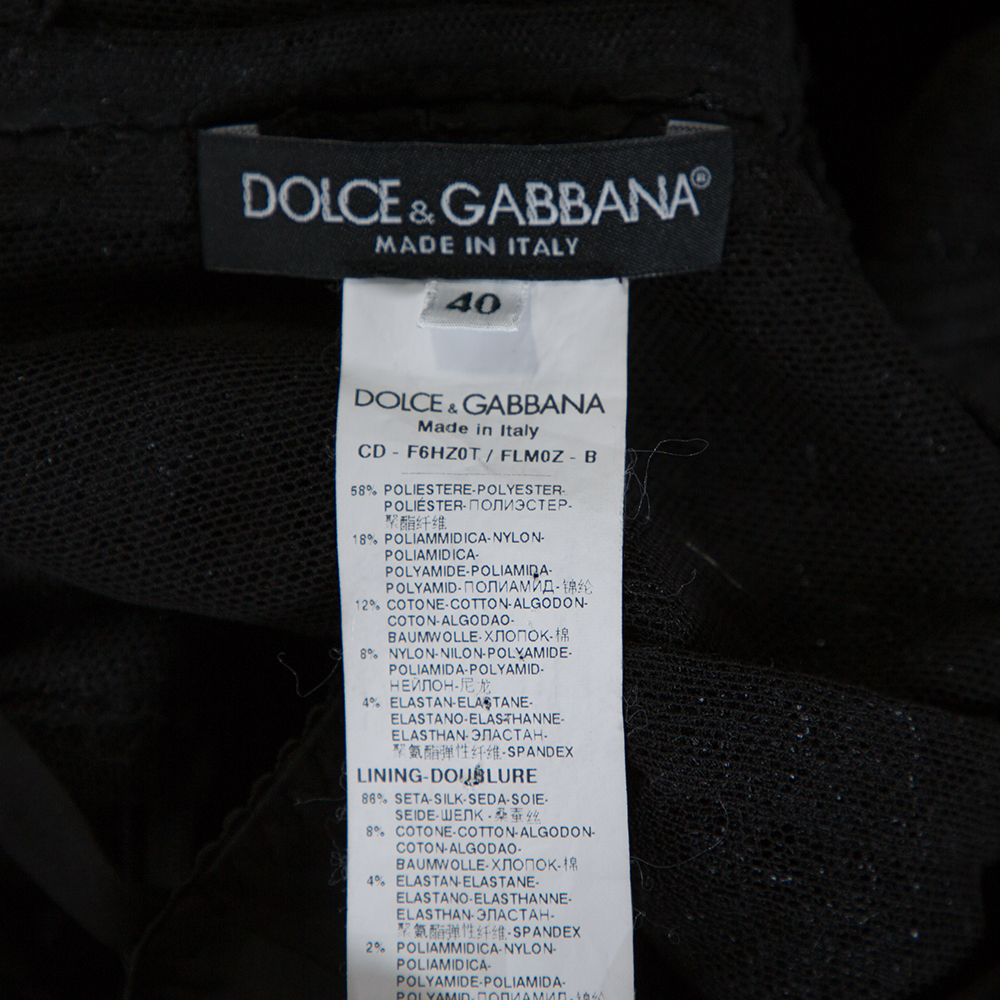 DOLCE & GABBANA®
MADE IN ITALY
40
DOLCE & GABBANA
Made in Italy
CD - F6HZ0T / FLM0Z - B
58% POLIESTERE-POLYESTER-
POLIÉSTER-ПОЛИЭСТЕР-
聚酯纤维
18% POLIAMMIDICA-NYLON-
POLIAMIDICA-
POLYAMIDE-POLIAMIDA-
POLYAMID-ПОЛИАМИД-锦纶
12% COTONE-COTTON-ALGODON-
COTON-ALGODAO-
BAUMWOLLE-ХЛОПОК-棉
8% NYLON-NILON-POLYAMIDE-
POLIAMIDA-POLYAMID-
НЕЙЛОН-尼龙
4% ELASTAN-ELASTANE-
ELASTANO-ELASTHANNE-
ELASTHAN-ЭЛАСТАН-
聚氨酯弹性纤维-SPANDEX
LINING-DOUBLURE
86% SETA-SILK-SEDA-SOIE-
SEIDE-ШЕЛК-桑蚕丝
8% COTONE-COTTON-ALGODON-
COTON-ALGODAO-
BAUMWOLLE-ХЛОПОК-棉
4% ELASTAN-ELASTANE-
ELASTANO-ELASTHANNE-
ELASTHAN-ЭЛАСТАН-
聚氨酯弹性纤维-SPANDEX
2% POLIAMMIDICA-NYLON-
POLIAMIDICA-
POLYAMIDE-POLIAMIDA-
POLYAMID-ПОЛИАМИД-锦纶